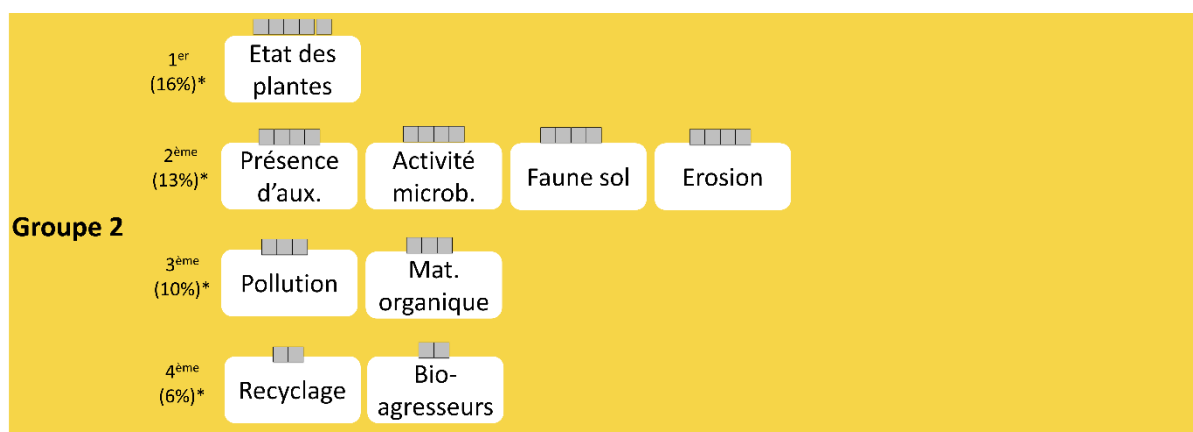 1er
(16%)*
Etat des
plantes
2ème
(13%)*
Présence
d’aux.
Activité
microb.
Faune sol
Erosion
Groupe 2
3ème
(10%)*
Pollution
Mat.
organique
4ème
(6%)*
Recyclage
Bio-
agresseurs